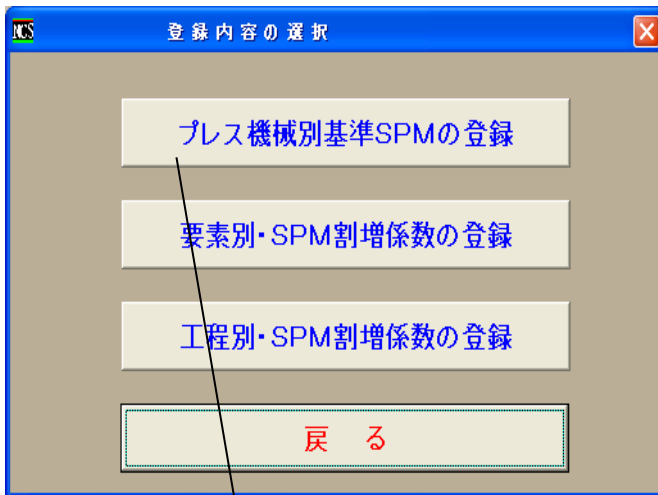 NCS 登録内容の選択
プレス機械別基準SPMの登録
要素別・SPM割増係数の登録
工程別・SPM割増係数の登録
戻る